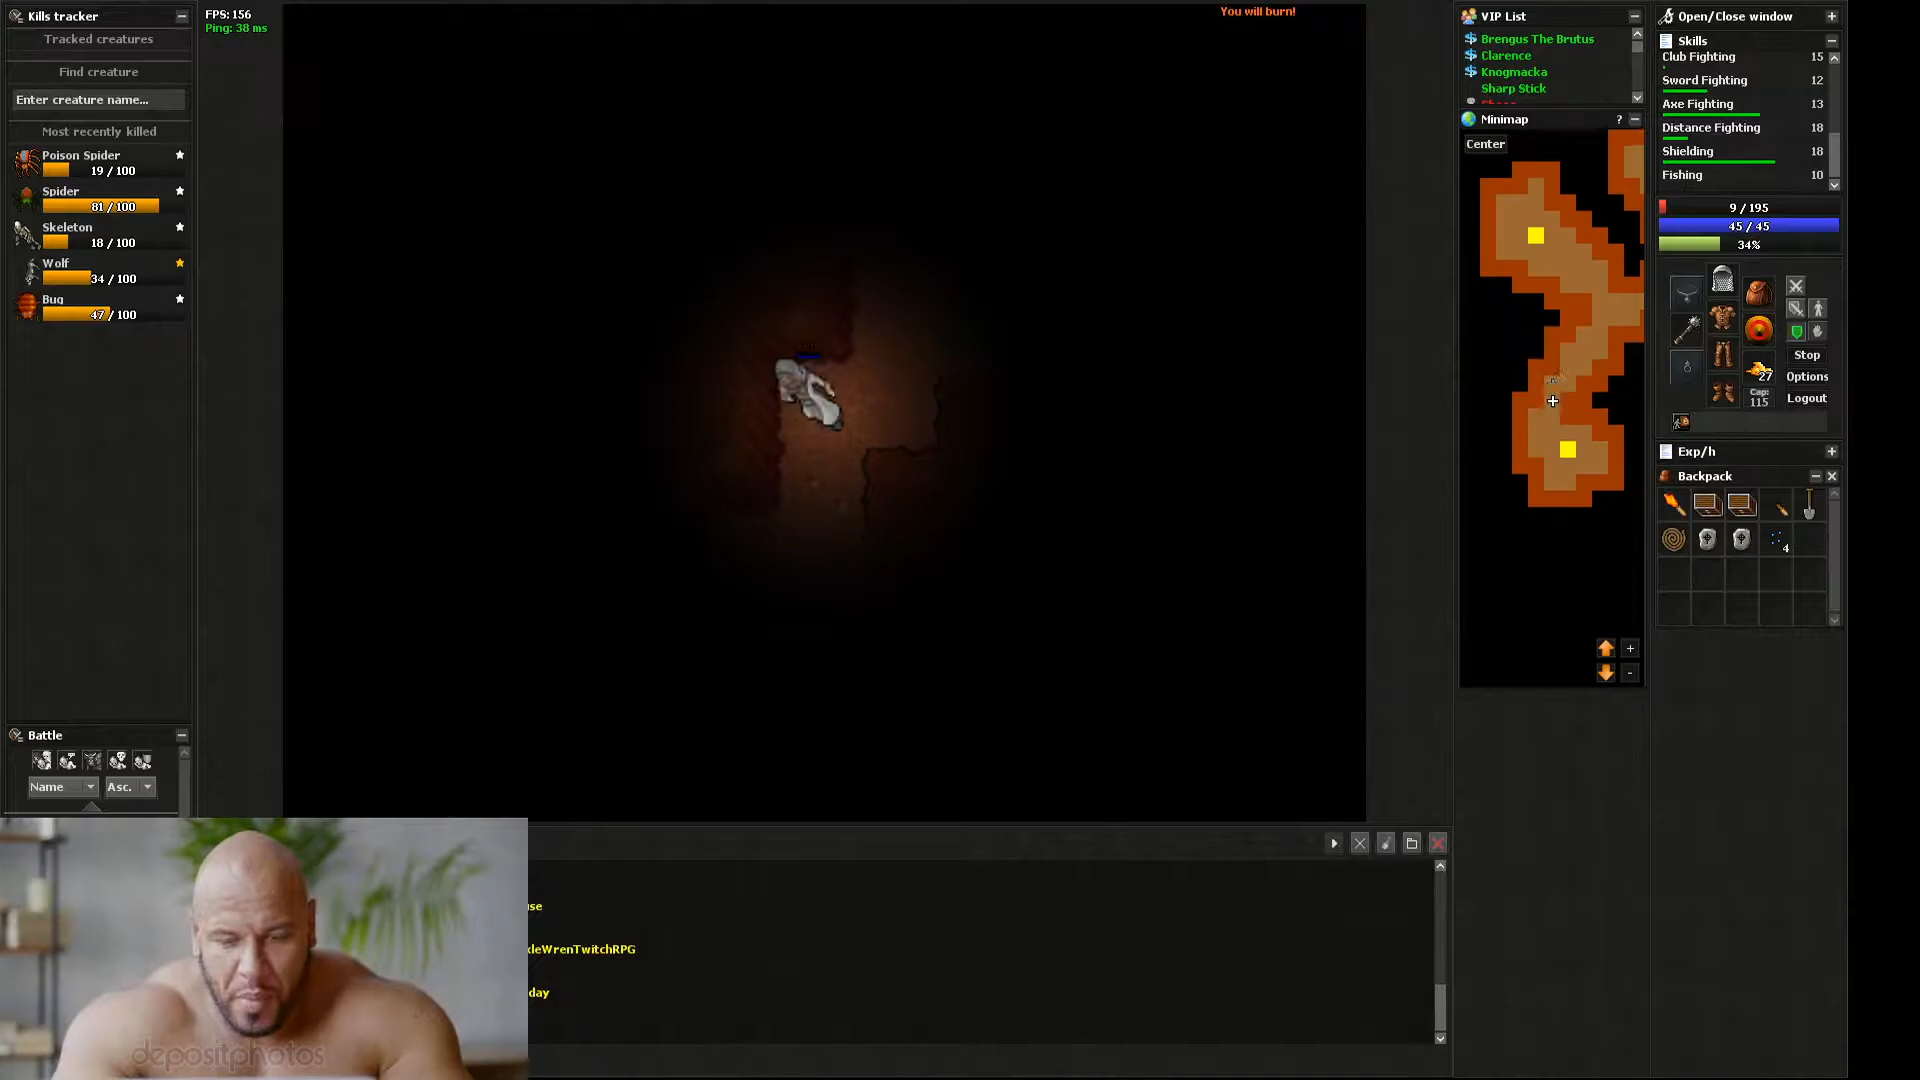 Kills tracker
Tracked creatures
Find creature
Enter creature name...
Most recently killed
Poison Spider
19 / 100
Spider
81 / 100
Skeleton
18 / 100
Wolf
34 / 100
Bug
47 / 100
Battle
Name
Asc.
FPS: 156
Ping: 38 ms
You will burn!
use
kleWrenTwitchRPG
day
depositphotos
VIP List
Brengus The Brutus
Clarence
Knogmacka
Sharp Stick
Minimap
?
Center
+
-
Open/Close window
Skills
Club Fighting 15
Sword Fighting 12
Axe Fighting 13
Distance Fighting 18
Shielding 18
Fishing 10
9 / 195
45 / 45
34%
27
Cap:
115
Stop
Options
Logout
Exp/h
Backpack
4